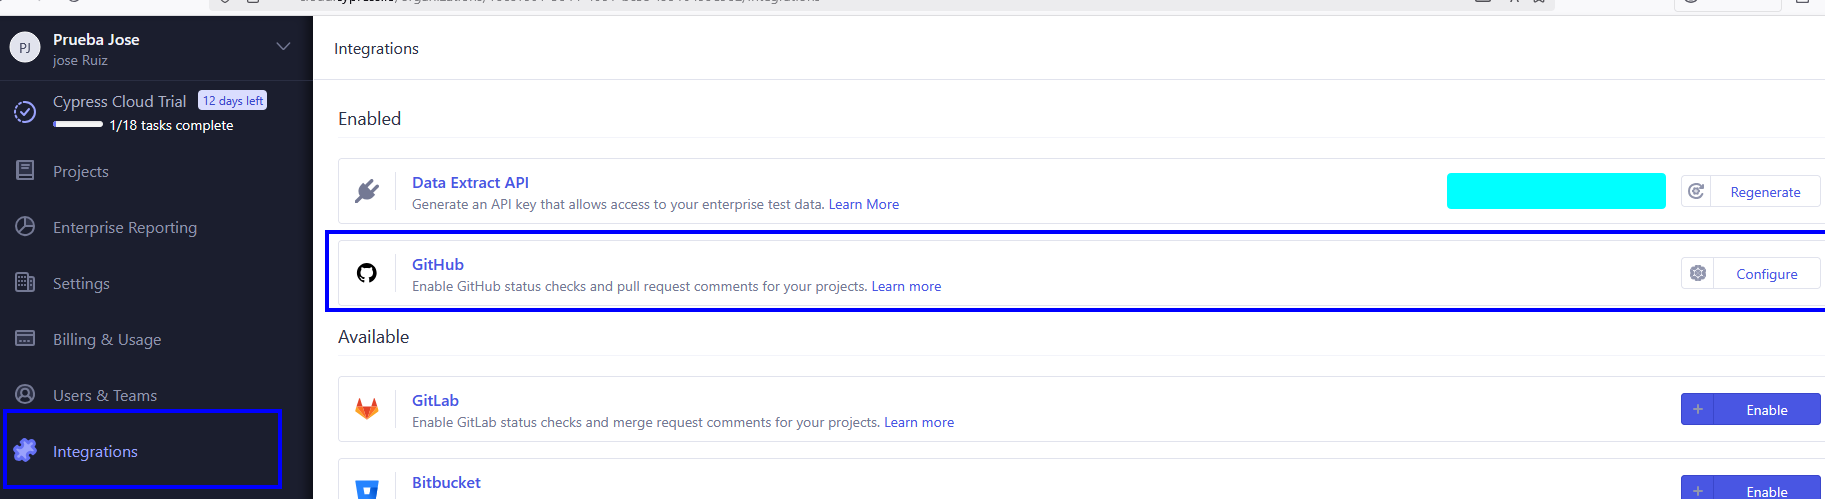 PJ
Prueba Jose
jose Ruiz
Cypress Cloud Trial 12 days left
1/18 tasks complete
Projects
Enterprise Reporting
Settings
Billing & Usage
Users & Teams
Integrations
Integrations
Enabled
Data Extract API
Generate an API key that allows access to your enterprise test data. Learn More
Regenerate
GitHub
Enable GitHub status checks and pull request comments for your projects. Learn more
Configure
Available
GitLab
Enable GitLab status checks and merge request comments for your projects. Learn more
+ Enable
Bitbucket
+ Enable